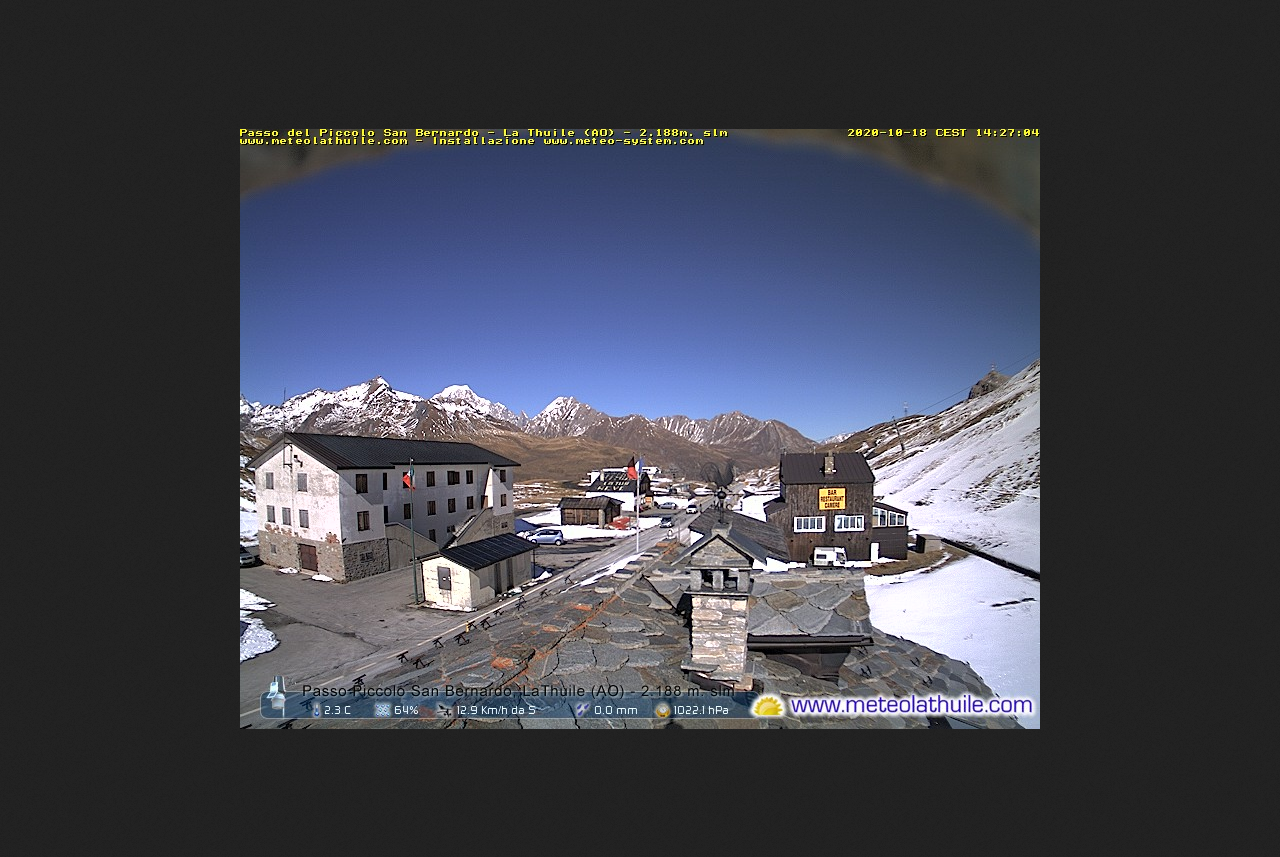 Passo del Piccolo San Bernardo - La Thuile (AO) - 2.188m. slm
2020-10-18 CEST 14:27:04
www.meteolathuile.com - Installazione www.meteo-system.com
BAR
RESTAURANT
CAMERE
NEVE
Passo Piccolo San Bernardo, LaThuile (AO) - 2.188 m. slm
2.3 C 64% 12.9 Km/h da S 0.0 mm 1022.1 hPa
www.meteolathuile.com